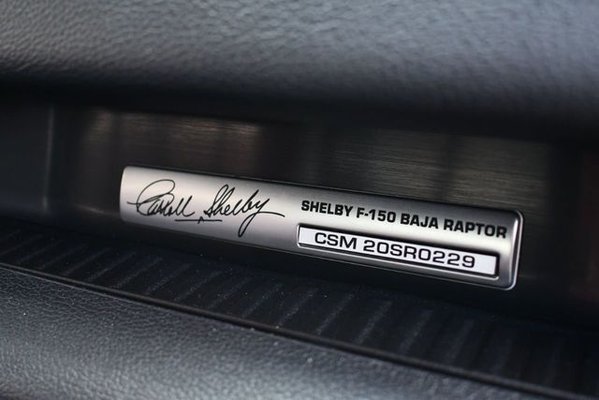 Carroll Shelby
SHELBY F-150 BAJA RAPTOR
CSM 20SR0229